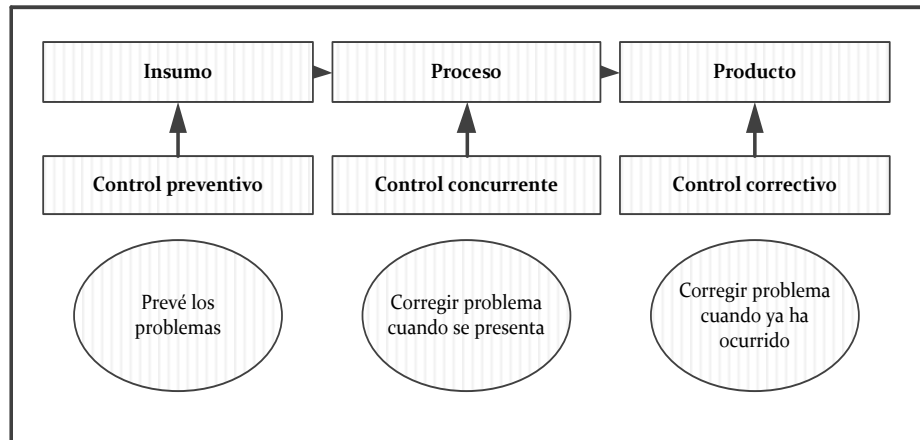 Insumo
Proceso
Producto
Control preventivo
Control concurrente
Control correctivo
Prevé los
problemas
Corregir problema
cuando se presenta
Corregir problema
cuando ya ha
ocurrido